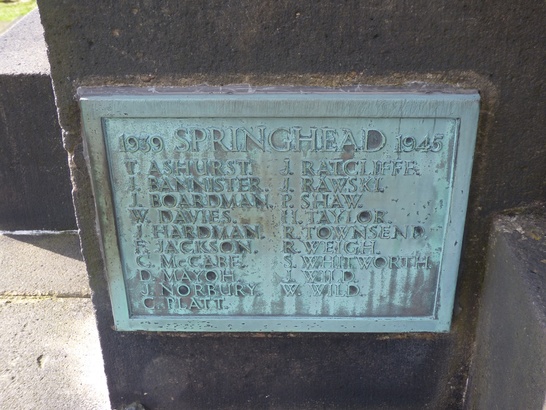 1939 SPRINGHEAD 1945
T. ASHURST. J. RATCLIFFE.
J. BANNISTER. J. RAWSKY.
J. BOARDMAN. P. SHAW.
W. DAVIES. H. TAYLOR.
J. HARDMAN. R. TOWNSEND.
F. JACKSON. R. WEIGH.
C. McCABE. S. WHITWORTH
D. MAYOH. J. WILD.
J. NORBURY. W. WILD.
C. PLATT.